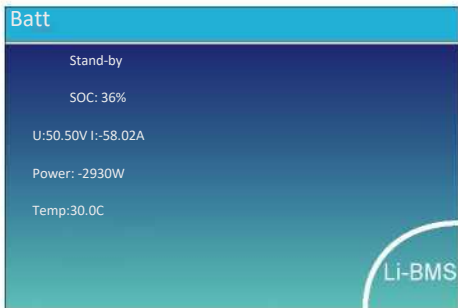 Batt
Stand-by
SOC: 36%
U:50.50V I:-58.02A
Power: -2930W
Temp:30.0C
Li-BMS